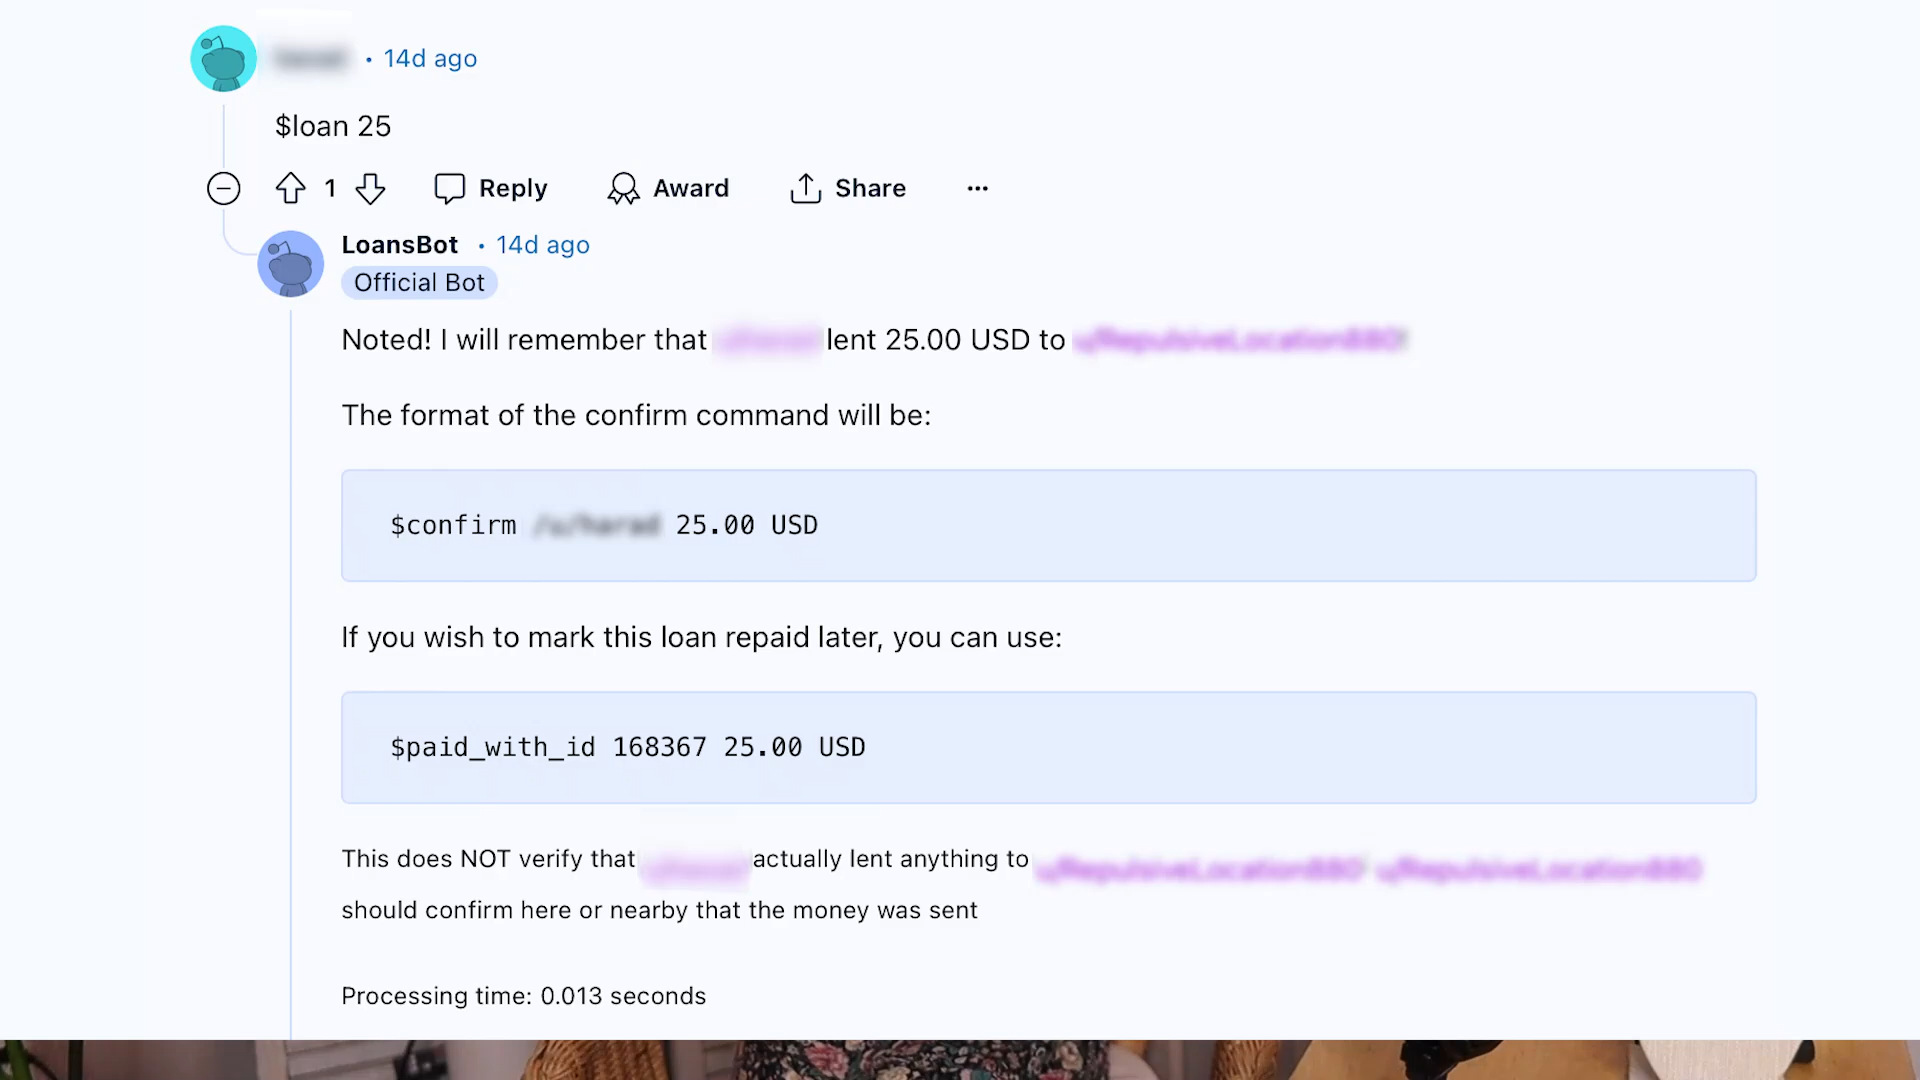 • 14d ago
$loan 25
1 Reply Award Share ...
LoansBot • 14d ago
Official Bot
Noted! I will remember that lent 25.00 USD to
The format of the confirm command will be:
$confirm 25.00 USD
If you wish to mark this loan repaid later, you can use:
$paid_with_id 168367 25.00 USD
This does NOT verify that actually lent anything to
should confirm here or nearby that the money was sent
Processing time: 0.013 seconds